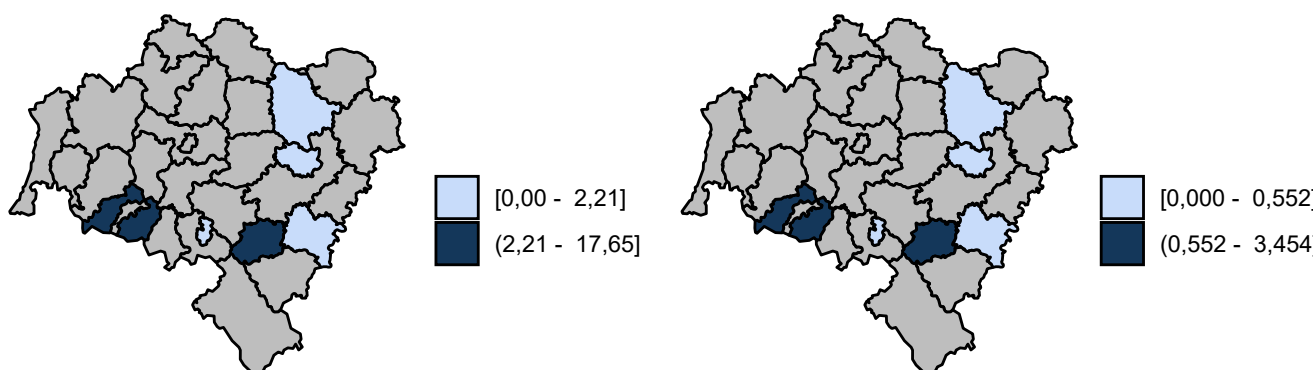 [0,00 - 2,21]
(2,21 - 17,65]
[0,000 - 0,552]
(0,552 - 3,454]